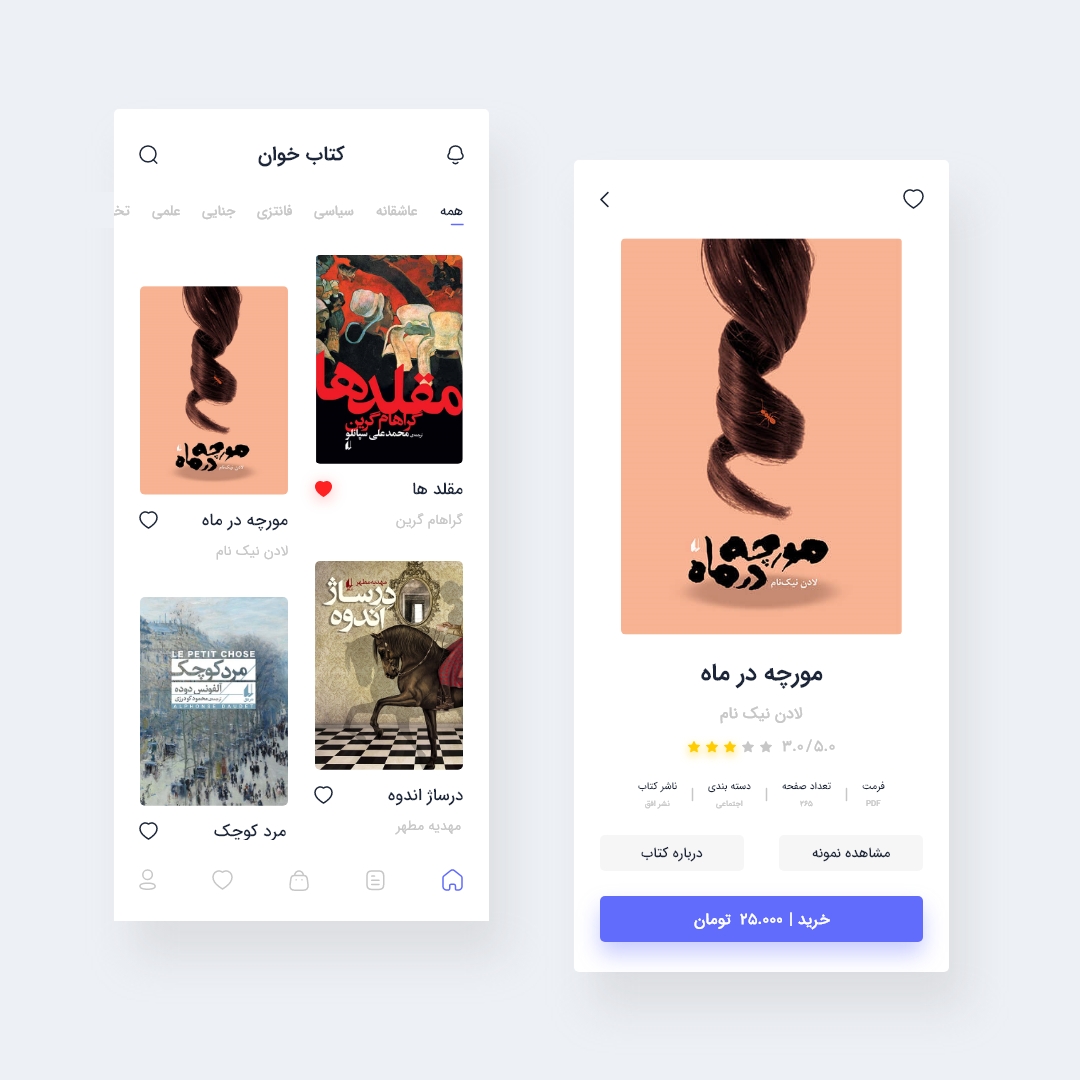 کتاب خوان
همه عاشقانه سیاسی فانتزی جنایی علمی تخ
مقلدها
گراهام گرین
ترجمه‌ی محمدعلی سپانلو
مقلد ها
گراهام گرین
مورچه در ماه
لادن نیک‌نام
مورچه در ماه
لادن نیک نام
مهدیه مطهر
درساژ
اندوه
درساژ اندوه
مهدیه مطهر
LE PETIT CHOSE
مرد کوچک
آلفونس دوده
ترجمه‌ی محمود گودرزی
ALPHONSE DAUDET
مرد کوچک
مورچه در ماه
لادن نیک‌نام
مورچه در ماه
لادن نیک نام
۳.۰/۵.۰
فرمت | تعداد صفحه | دسته بندی | ناشر کتاب
PDF ۲۶۵ اجتماعی نشر افق
مشاهده نمونه
درباره کتاب
خرید | ۲۵.۰۰۰ تومان